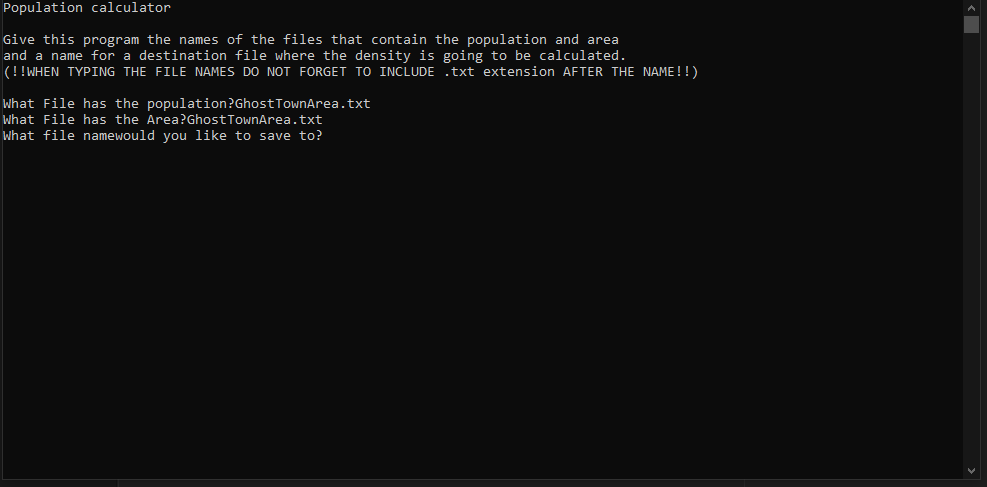 Population calculator
Give this program the names of the files that contain the population and area
and a name for a destination file where the density is going to be calculated.
(!!WHEN TYPING THE FILE NAMES DO NOT FORGET TO INCLUDE .txt extension AFTER THE NAME!!)
What File has the population?GhostTownArea.txt
What File has the Area?GhostTownArea.txt
What file namewould you like to save to?